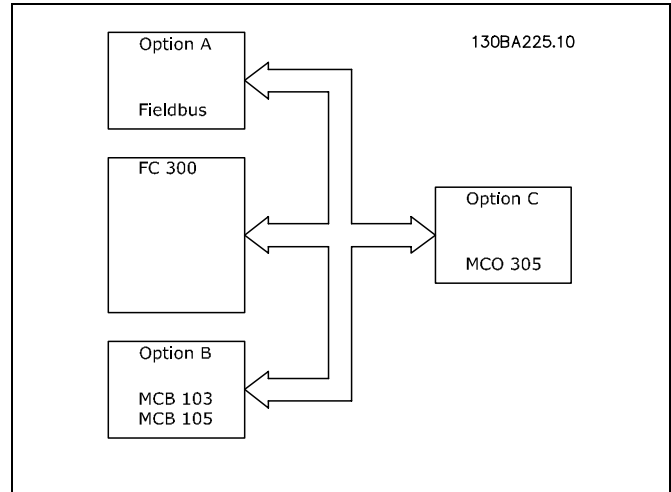 130BA225.10
Option A
Fieldbus
FC 300
Option C
MCO 305
Option B
MCB 103
MCB 105